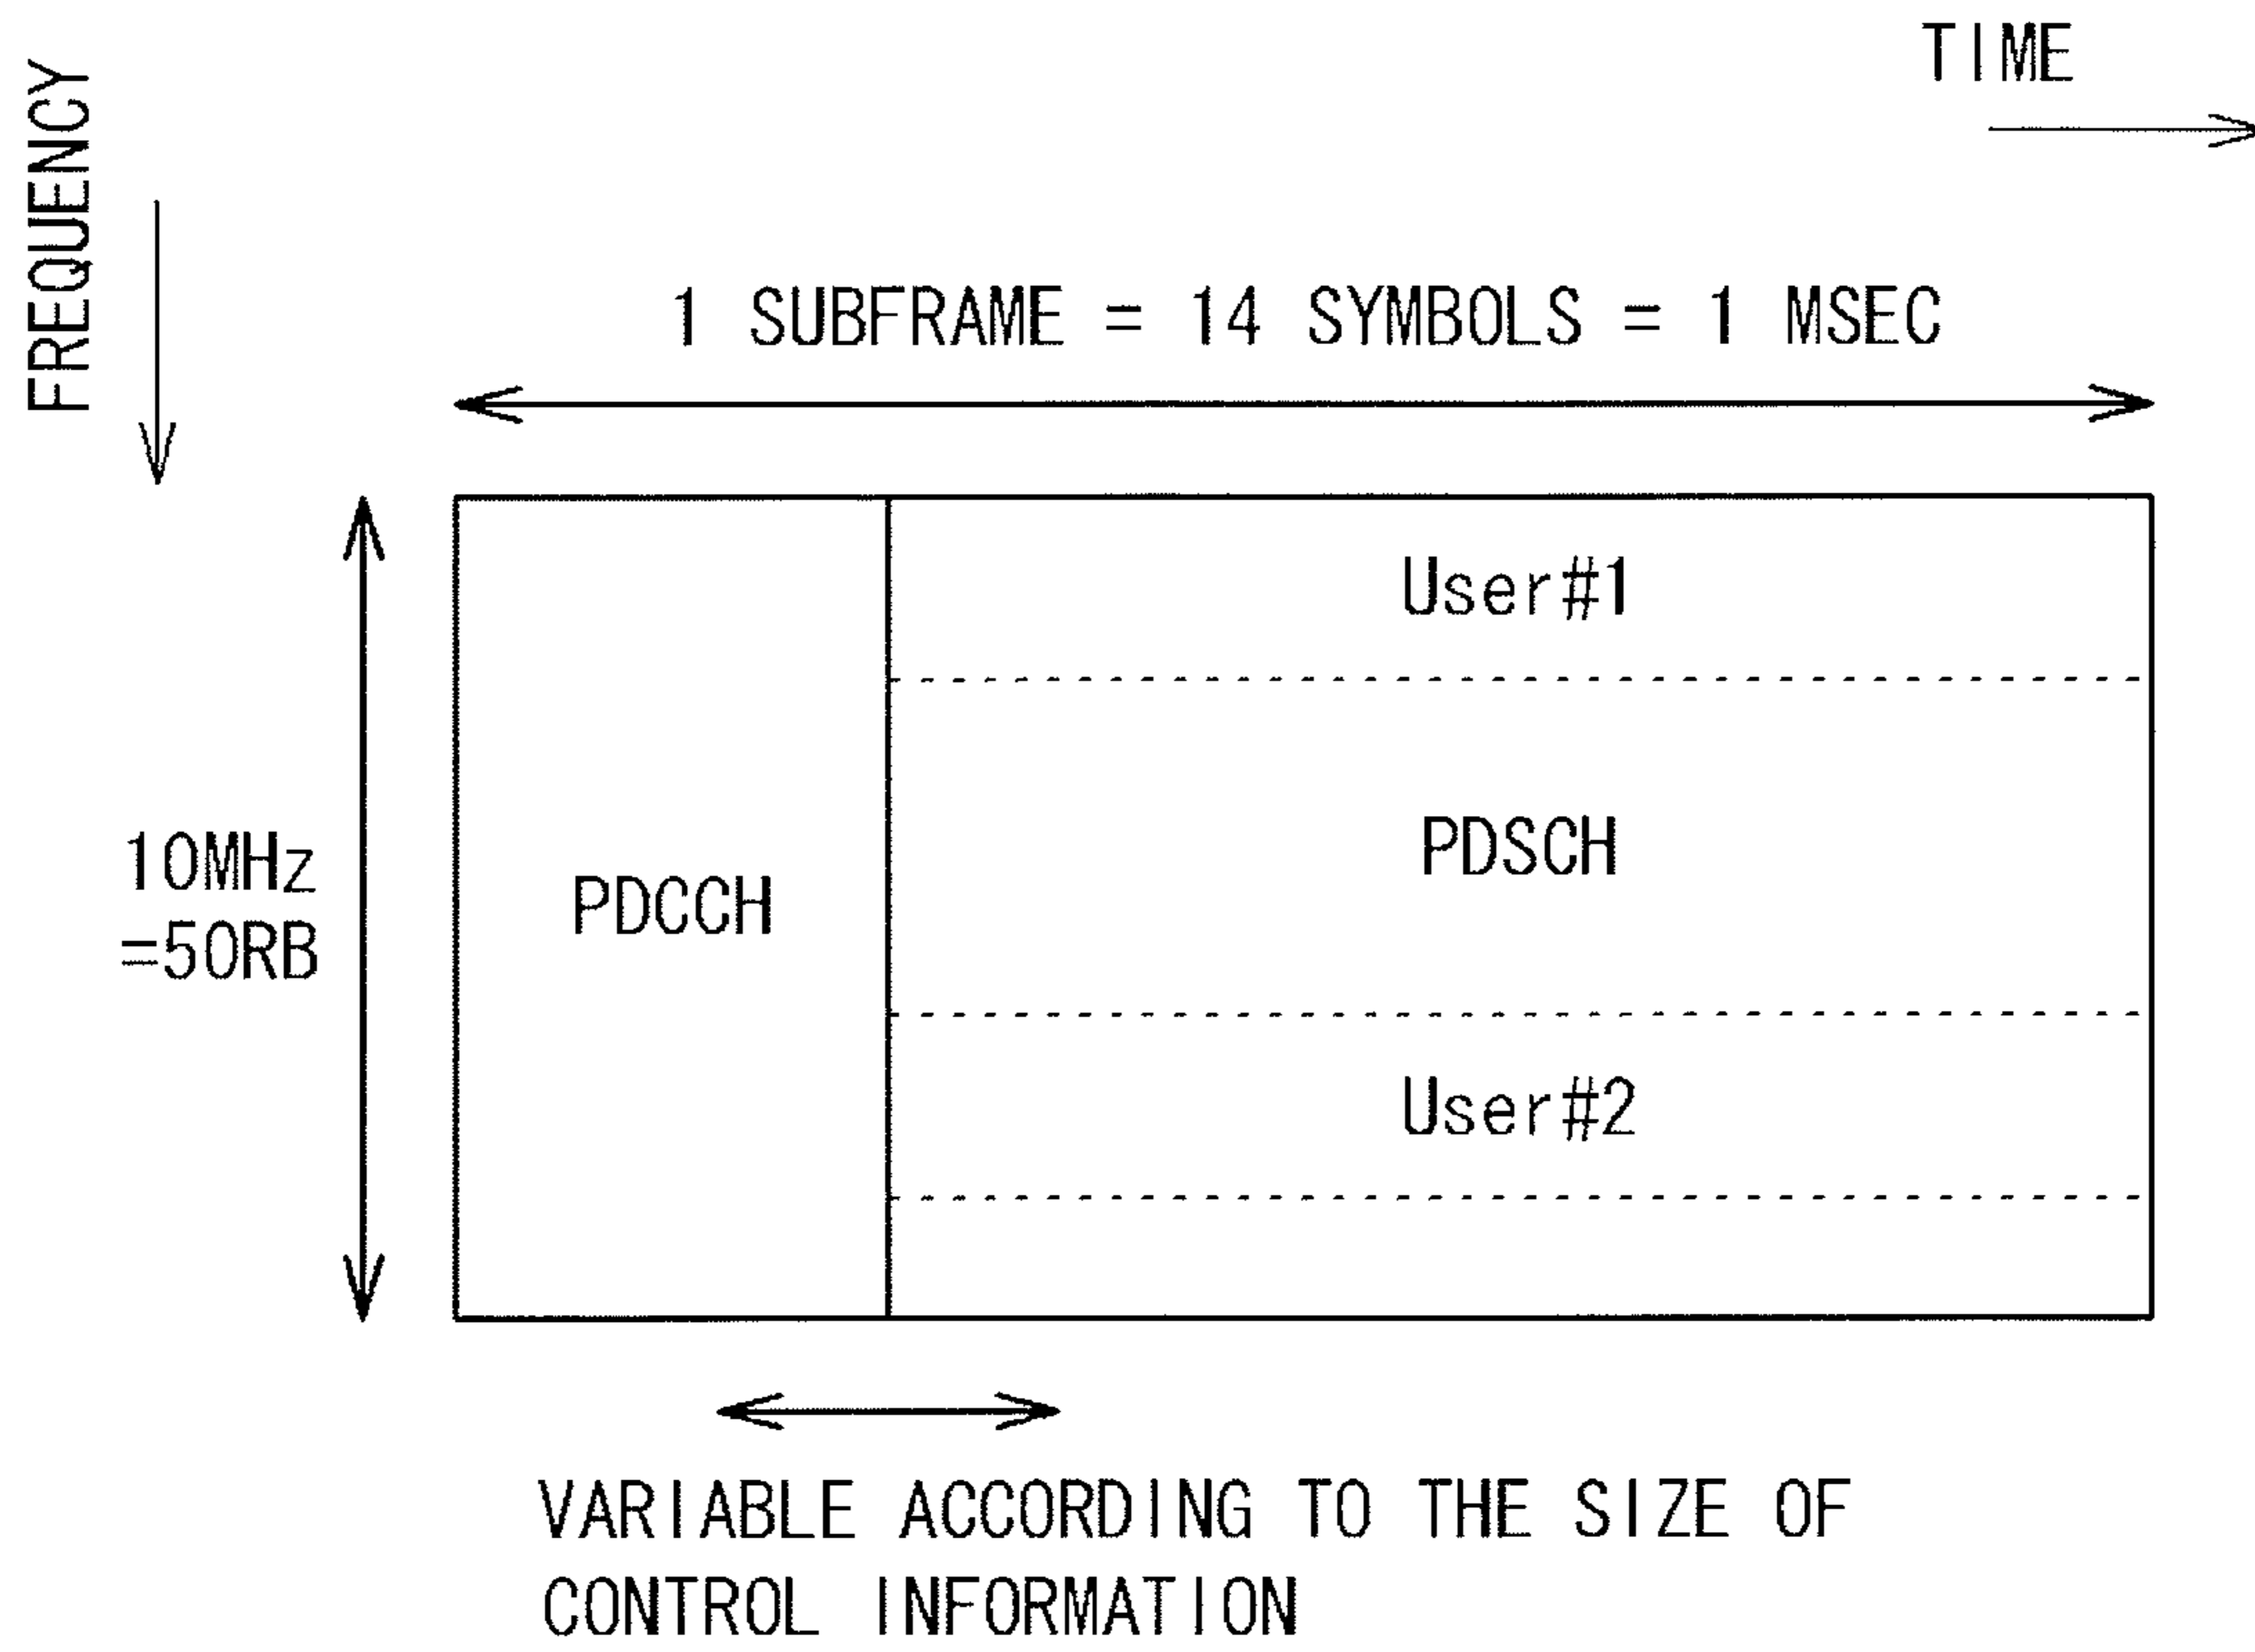 TIME
FREQUENCY
1 SUBFRAME = 14 SYMBOLS = 1 MSEC
User#1
10MHz
=50RB
PDCCH
PDSCH
User#2
VARIABLE ACCORDING TO THE SIZE OF
CONTROL INFORMATION